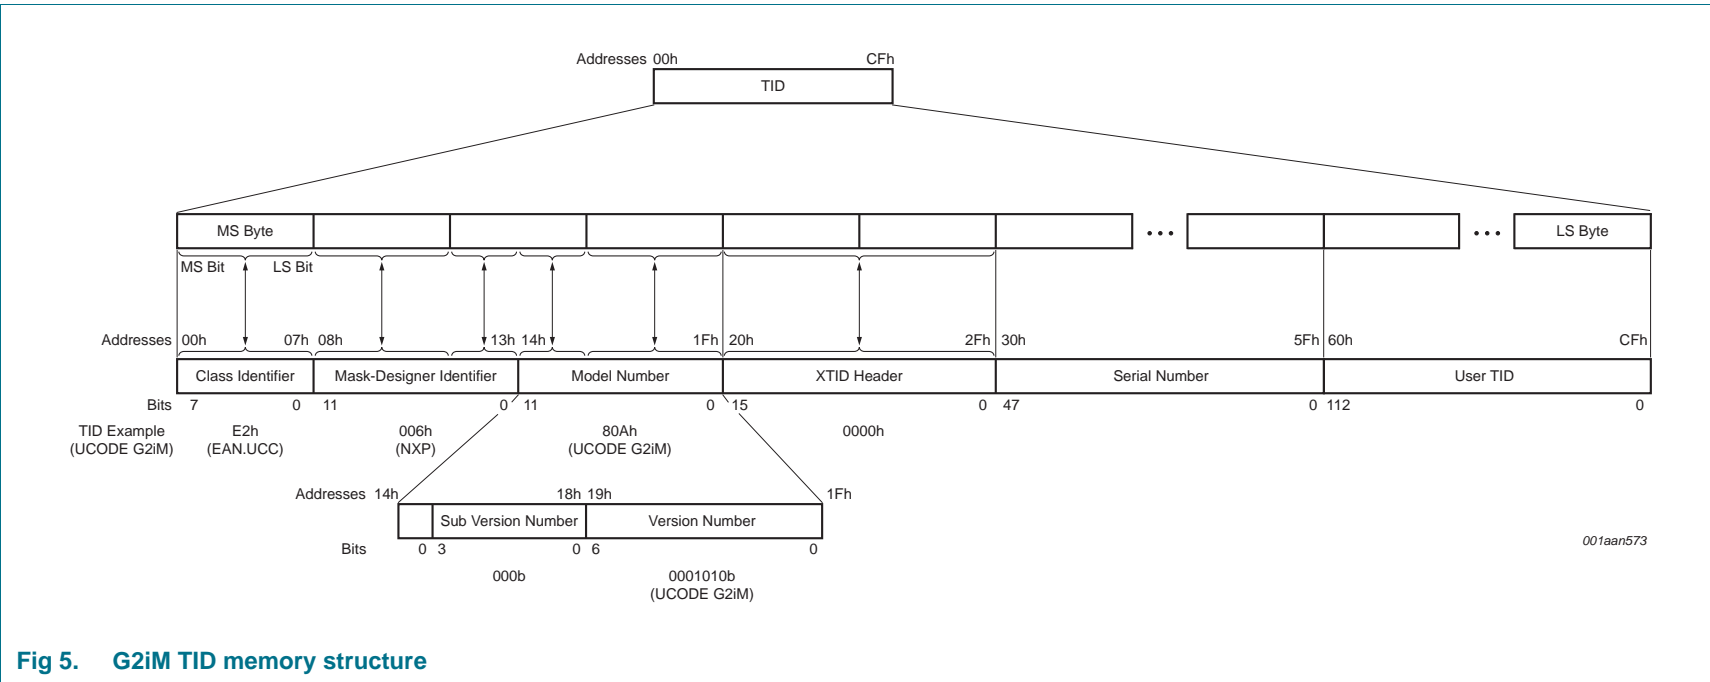 Addresses 00h CFh
TID
MS Byte LS Byte
MS Bit LS Bit
Addresses 00h 07h 08h 13h 14h 1Fh 20h 2Fh 30h 5Fh 60h CFh
Class Identifier Mask-Designer Identifier Model Number XTID Header Serial Number User TID
Bits 7 0 11 0 11 0 15 0 47 0 112 0
TID Example E2h 006h 80Ah 0000h
(UCODE G2iM) (EAN.UCC) (NXP) (UCODE G2iM)
Addresses 14h 18h 19h 1Fh
Sub Version Number Version Number
Bits 0 3 0 6 0
001aan573
000b 0001010b
(UCODE G2iM)
Fig 5. G2iM TID memory structure